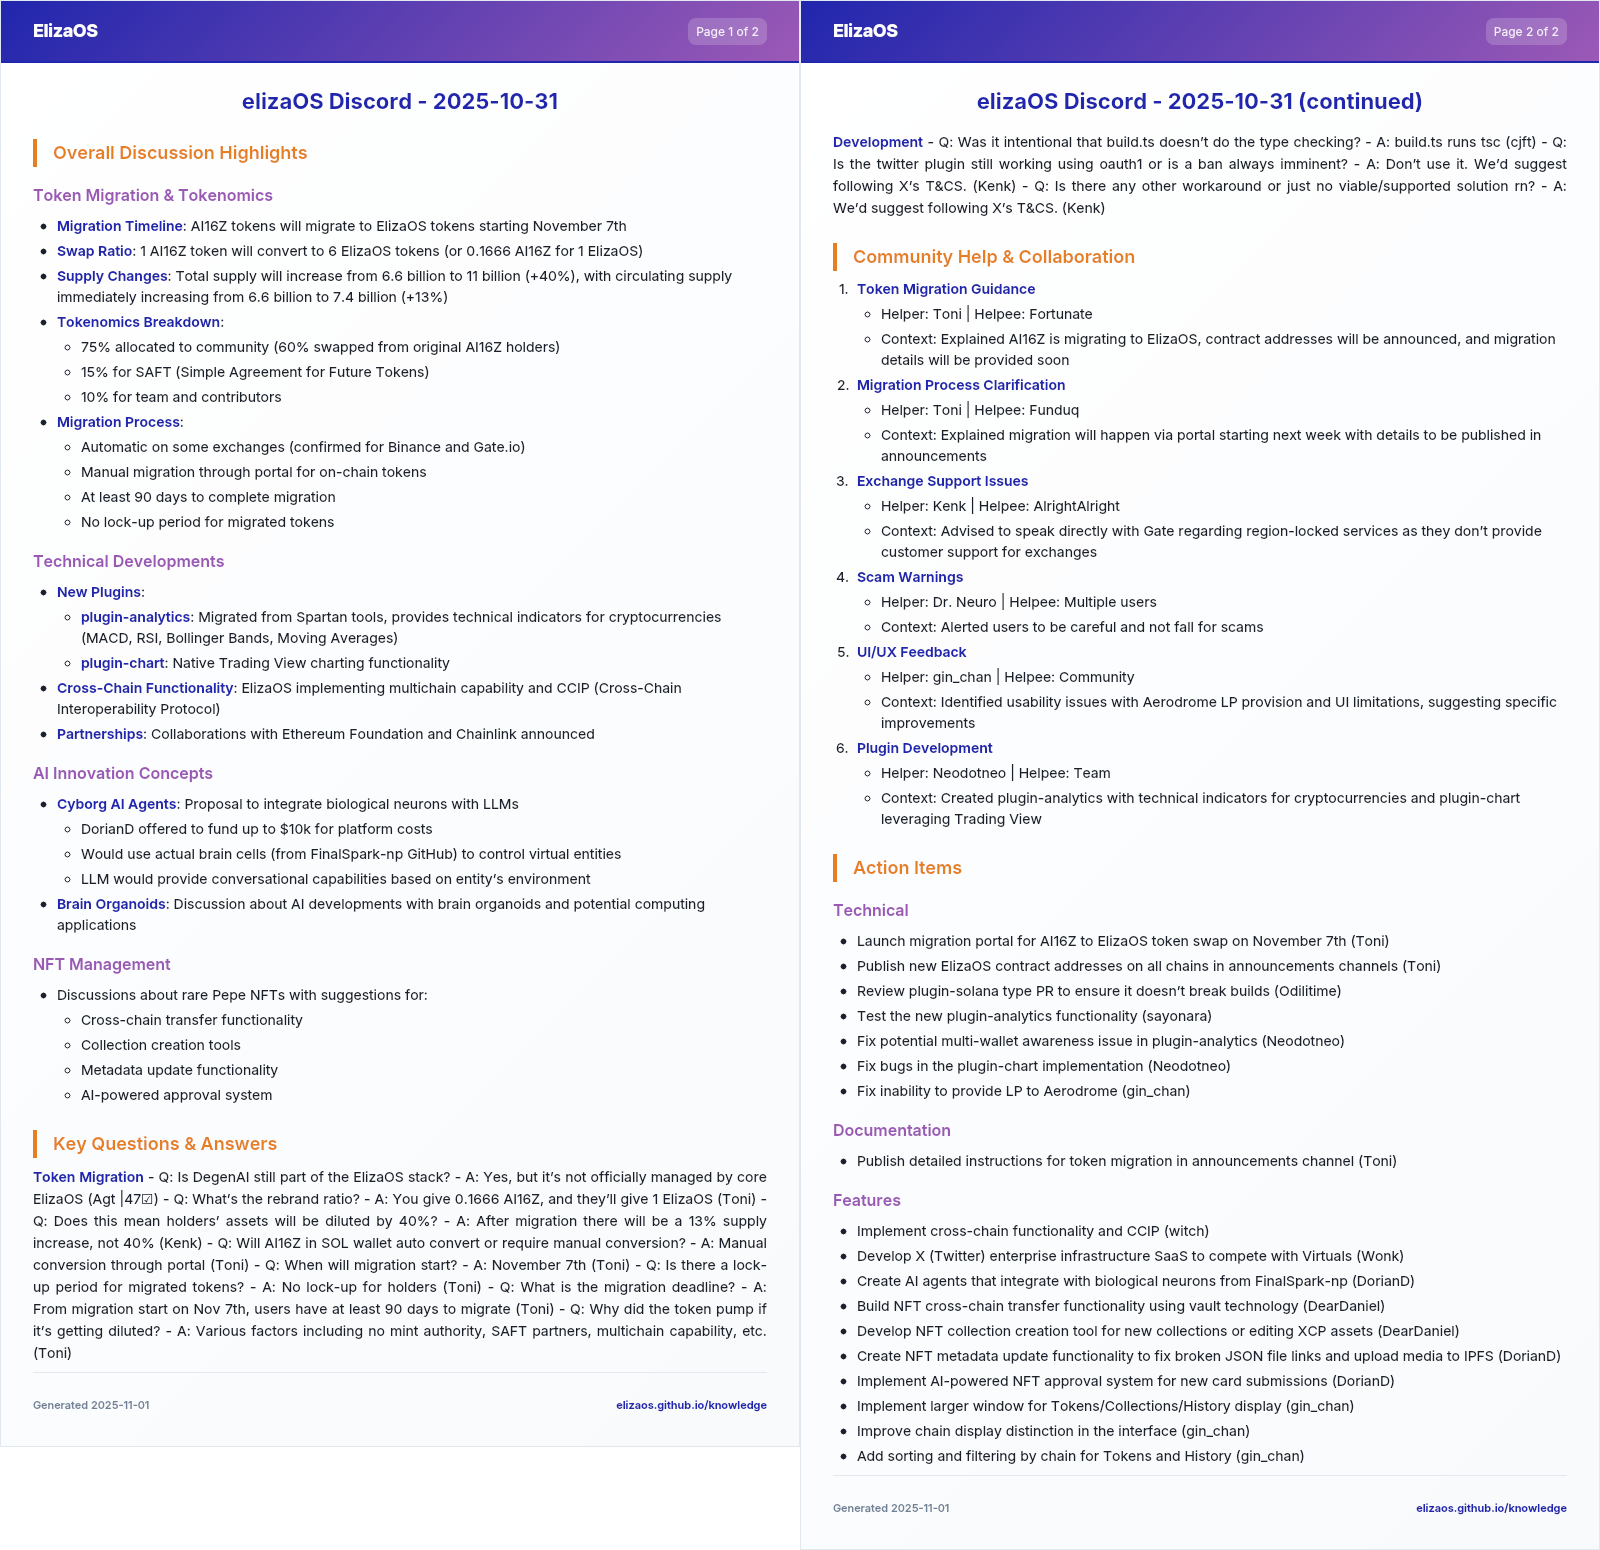 ElizaOS
Page 1 of 2
elizaOS Discord - 2025-10-31
Overall Discussion Highlights
Token Migration & Tokenomics
• Migration Timeline: AI16Z tokens will migrate to ElizaOS tokens starting November 7th
• Swap Ratio: 1 AI16Z token will convert to 6 ElizaOS tokens (or 0.1666 AI16Z for 1 ElizaOS)
• Supply Changes: Total supply will increase from 6.6 billion to 11 billion (+40%), with circulating supply
immediately increasing from 6.6 billion to 7.4 billion (+13%)
• Tokenomics Breakdown:
◦ 75% allocated to community (60% swapped from original AI16Z holders)
◦ 15% for SAFT (Simple Agreement for Future Tokens)
◦ 10% for team and contributors
• Migration Process:
◦ Automatic on some exchanges (confirmed for Binance and Gate.io)
◦ Manual migration through portal for on-chain tokens
◦ At least 90 days to complete migration
◦ No lock-up period for migrated tokens
Technical Developments
• New Plugins:
◦ plugin-analytics: Migrated from Spartan tools, provides technical indicators for cryptocurrencies
(MACD, RSI, Bollinger Bands, Moving Averages)
◦ plugin-chart: Native Trading View charting functionality
• Cross-Chain Functionality: ElizaOS implementing multichain capability and CCIP (Cross-Chain
Interoperability Protocol)
• Partnerships: Collaborations with Ethereum Foundation and Chainlink announced
AI Innovation Concepts
• Cyborg AI Agents: Proposal to integrate biological neurons with LLMs
◦ DorianD offered to fund up to $10k for platform costs
◦ Would use actual brain cells (from FinalSpark-np GitHub) to control virtual entities
◦ LLM would provide conversational capabilities based on entity's environment
• Brain Organoids: Discussion about AI developments with brain organoids and potential computing
applications
NFT Management
• Discussions about rare Pepe NFTs with suggestions for:
◦ Cross-chain transfer functionality
◦ Collection creation tools
◦ Metadata update functionality
◦ AI-powered approval system
Key Questions & Answers
Token Migration - Q: Is DegenAI still part of the ElizaOS stack? - A: Yes, but it's not officially managed by core
ElizaOS (Agt |47☑) - Q: What's the rebrand ratio? - A: You give 0.1666 AI16Z, and they'll give 1 ElizaOS (Toni) -
Q: Does this mean holders' assets will be diluted by 40%? - A: After migration there will be a 13% supply
increase, not 40% (Kenk) - Q: Will AI16Z in SOL wallet auto convert or require manual conversion? - A: Manual
conversion through portal (Toni) - Q: When will migration start? - A: November 7th (Toni) - Q: Is there a lock-
up period for migrated tokens? - A: No lock-up for holders (Toni) - Q: What is the migration deadline? - A:
From migration start on Nov 7th, users have at least 90 days to migrate (Toni) - Q: Why did the token pump if
it's getting diluted? - A: Various factors including no mint authority, SAFT partners, multichain capability, etc.
(Toni)
Generated 2025-11-01
elizaos.github.io/knowledge
ElizaOS
Page 2 of 2
elizaOS Discord - 2025-10-31 (continued)
Development - Q: Was it intentional that build.ts doesn't do the type checking? - A: build.ts runs tsc (cjft) - Q:
Is the twitter plugin still working using oauth1 or is a ban always imminent? - A: Don't use it. We'd suggest
following X's T&CS. (Kenk) - Q: Is there any other workaround or just no viable/supported solution rn? - A:
We'd suggest following X's T&CS. (Kenk)
Community Help & Collaboration
1. Token Migration Guidance
◦ Helper: Toni | Helpee: Fortunate
◦ Context: Explained AI16Z is migrating to ElizaOS, contract addresses will be announced, and migration
details will be provided soon
2. Migration Process Clarification
◦ Helper: Toni | Helpee: Funduq
◦ Context: Explained migration will happen via portal starting next week with details to be published in
announcements
3. Exchange Support Issues
◦ Helper: Kenk | Helpee: AlrightAlright
◦ Context: Advised to speak directly with Gate regarding region-locked services as they don't provide
customer support for exchanges
4. Scam Warnings
◦ Helper: Dr. Neuro | Helpee: Multiple users
◦ Context: Alerted users to be careful and not fall for scams
5. UI/UX Feedback
◦ Helper: gin_chan | Helpee: Community
◦ Context: Identified usability issues with Aerodrome LP provision and UI limitations, suggesting specific
improvements
6. Plugin Development
◦ Helper: Neodotneo | Helpee: Team
◦ Context: Created plugin-analytics with technical indicators for cryptocurrencies and plugin-chart
leveraging Trading View
Action Items
Technical
• Launch migration portal for AI16Z to ElizaOS token swap on November 7th (Toni)
• Publish new ElizaOS contract addresses on all chains in announcements channels (Toni)
• Review plugin-solana type PR to ensure it doesn't break builds (Odilitime)
• Test the new plugin-analytics functionality (sayonara)
• Fix potential multi-wallet awareness issue in plugin-analytics (Neodotneo)
• Fix bugs in the plugin-chart implementation (Neodotneo)
• Fix inability to provide LP to Aerodrome (gin_chan)
Documentation
• Publish detailed instructions for token migration in announcements channel (Toni)
Features
• Implement cross-chain functionality and CCIP (witch)
• Develop X (Twitter) enterprise infrastructure SaaS to compete with Virtuals (Wonk)
• Create AI agents that integrate with biological neurons from FinalSpark-np (DorianD)
• Build NFT cross-chain transfer functionality using vault technology (DearDaniel)
• Develop NFT collection creation tool for new collections or editing XCP assets (DearDaniel)
• Create NFT metadata update functionality to fix broken JSON file links and upload media to IPFS (DorianD)
• Implement AI-powered NFT approval system for new card submissions (DorianD)
• Implement larger window for Tokens/Collections/History display (gin_chan)
• Improve chain display distinction in the interface (gin_chan)
• Add sorting and filtering by chain for Tokens and History (gin_chan)
Generated 2025-11-01
elizaos.github.io/knowledge